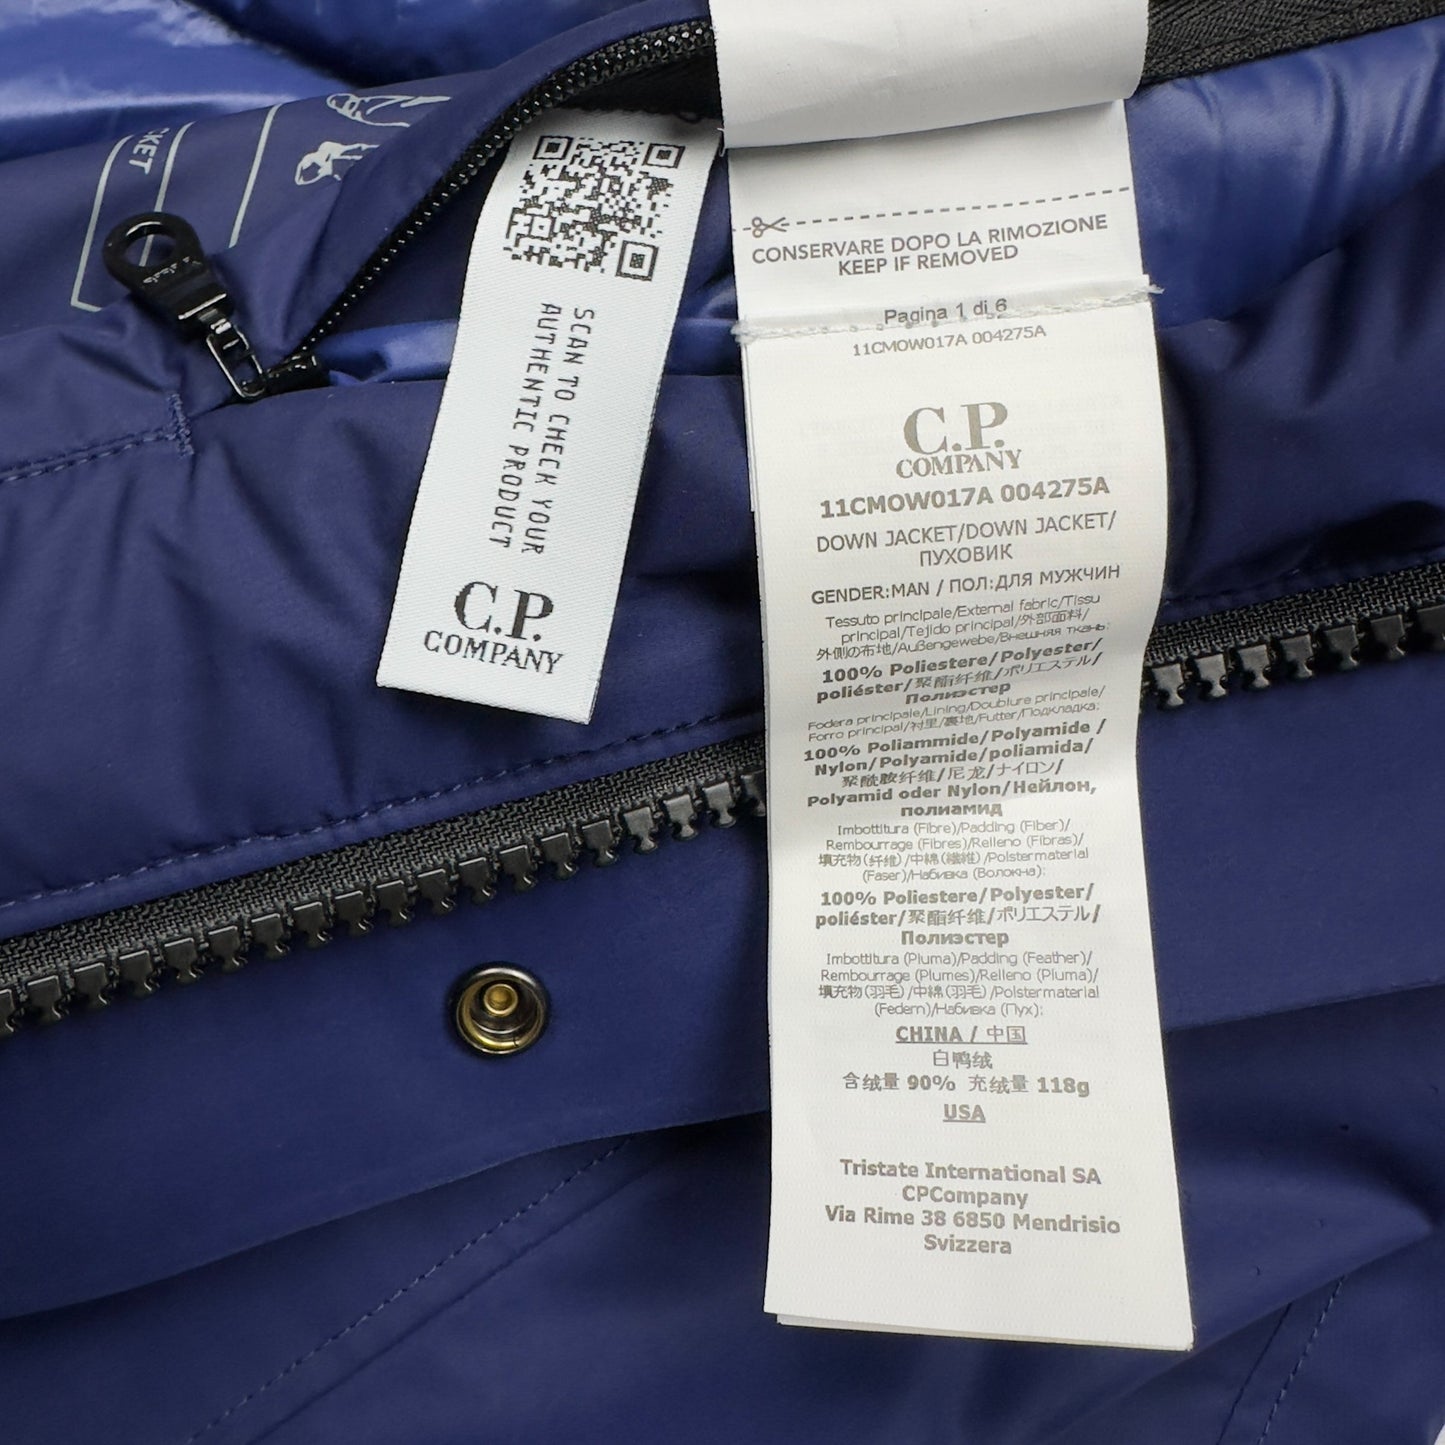 CKET
SCAN TO CHECK YOUR
AUTHENTIC PRODUCT
C.P.
COMPANY
CONSERVARE DOPO LA RIMOZIONE
KEEP IF REMOVED
Pagina 1 di 6
11CMOW017A 004275A
C.P.
COMPANY
11CMOW017A 004275A
DOWN JACKET/DOWN JACKET/
ПУХОВИК
GENDER:MAN / ПОЛ:ДЛЯ МУЖЧИН
Tessuto principale/External fabric/Tissu
principal/Tejido principal/外部面料/
外側の布地/Außengewebe/Внешняя ткань:
100% Poliestere/Polyester/
poliéster/聚酯纤维/ポリエステル/
Полиэстер
Fodera principale/Lining/Doublure principale/
Forro principal/衬里/裏地/Futter/Подкладка:
100% Poliammide/Polyamide /
Nylon/Polyamide/poliamida/
聚酰胺纤维/尼龙/ナイロン/
Polyamid oder Nylon/Нейлон,
полиамид
Imbottitura (Fibre)/Padding (Fiber)/
Rembourrage (Fibres)/Relleno (Fibras)/
填充物(纤维)/中綿(繊維)/Polstermaterial
(Faser)/Набивка (Волокна):
100% Poliestere/Polyester/
poliéster/聚酯纤维/ポリエステル/
Полиэстер
Imbottitura (Piuma)/Padding (Feather)/
Rembourrage (Plumes)/Relleno (Pluma)/
填充物(羽毛)/中綿(羽毛)/Polstermaterial
(Federn)/Набивка (Пух):
CHINA / 中国
白鸭绒
含绒量 90% 充绒量 118g
USA
Tristate International SA
CPCompany
Via Rime 38 6850 Mendrisio
Svizzera